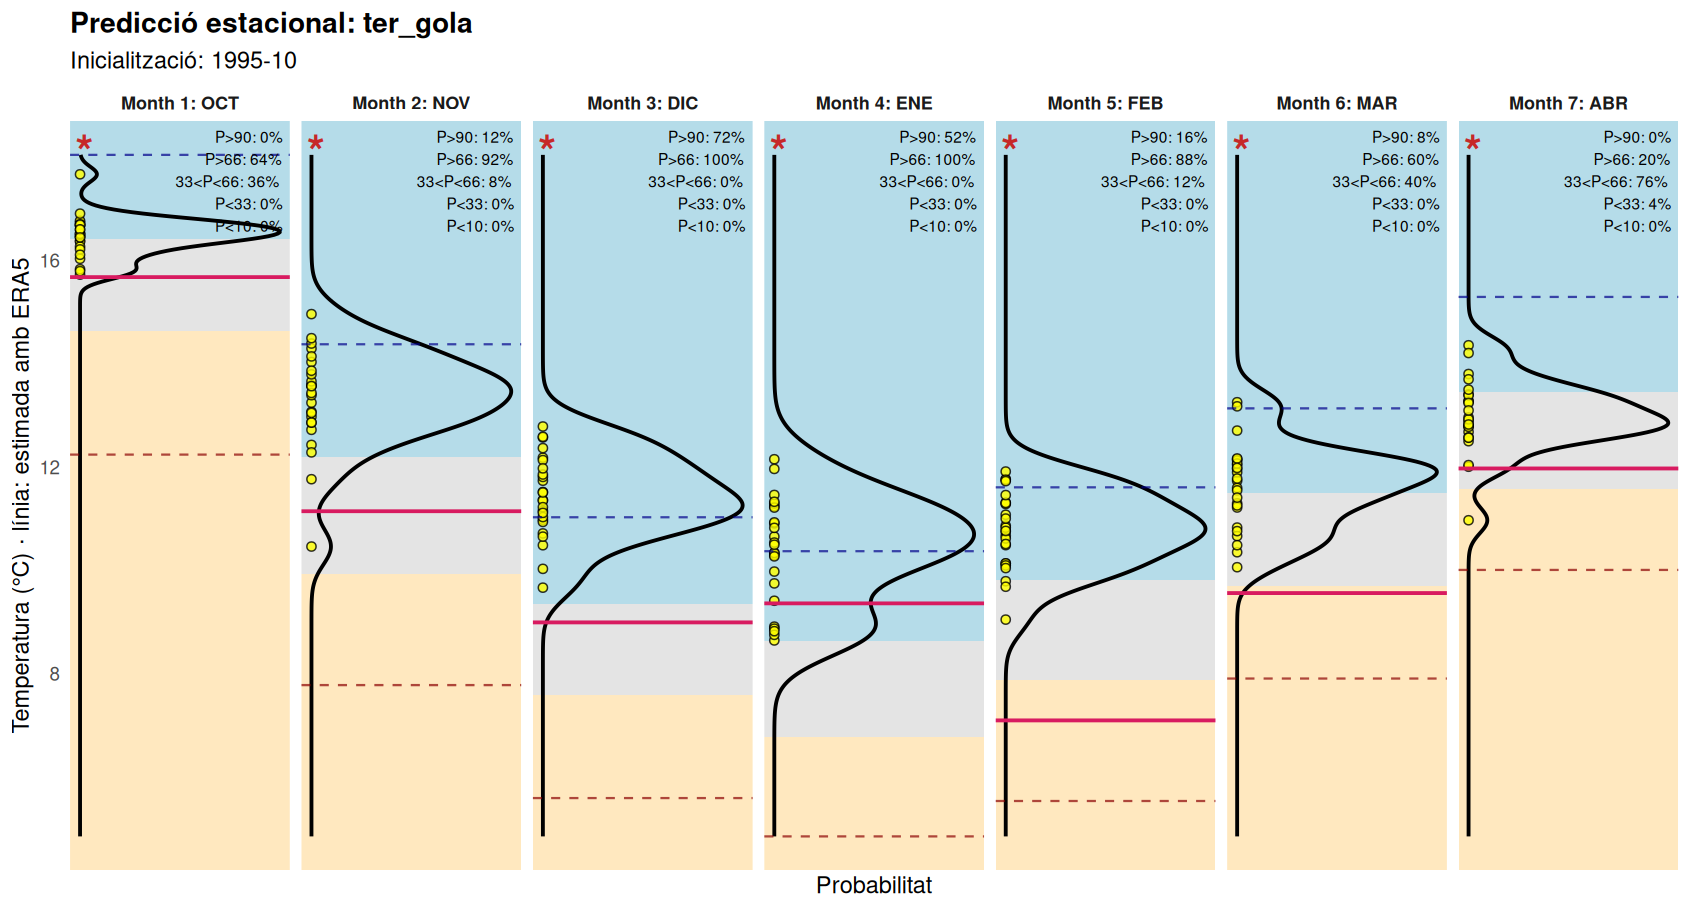 Predicció estacional: ter_gola
Inicialització: 1995-10
Month 1: OCT
Month 2: NOV
Month 3: DIC
Month 4: ENE
Month 5: FEB
Month 6: MAR
Month 7: ABR
*
P>90: 0%
P>66: 64%
33<P<66: 36%
P<33: 0%
P<10: 0%
*
P>90: 12%
P>66: 92%
33<P<66: 8%
P<33: 0%
P<10: 0%
*
P>90: 72%
P>66: 100%
33<P<66: 0%
P<33: 0%
P<10: 0%
*
P>90: 52%
P>66: 100%
33<P<66: 0%
P<33: 0%
P<10: 0%
*
P>90: 16%
P>66: 88%
33<P<66: 12%
P<33: 0%
P<10: 0%
*
P>90: 8%
P>66: 60%
33<P<66: 40%
P<33: 0%
P<10: 0%
*
P>90: 0%
P>66: 20%
33<P<66: 76%
P<33: 4%
P<10: 0%
16
12
8
Temperatura (°C) · línia: estimada amb ERA5
Probabilitat